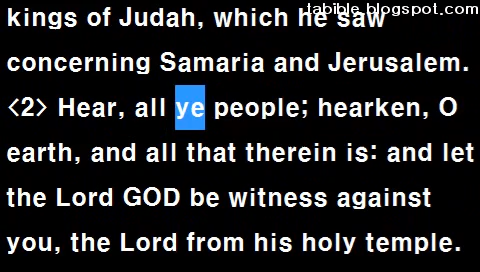 tabible.blogspot.com
kings of Judah, which he saw
concerning Samaria and Jerusalem.
<2> Hear, all ye people; hearken, O
earth, and all that therein is: and let
the Lord GOD be witness against
you, the Lord from his holy temple.